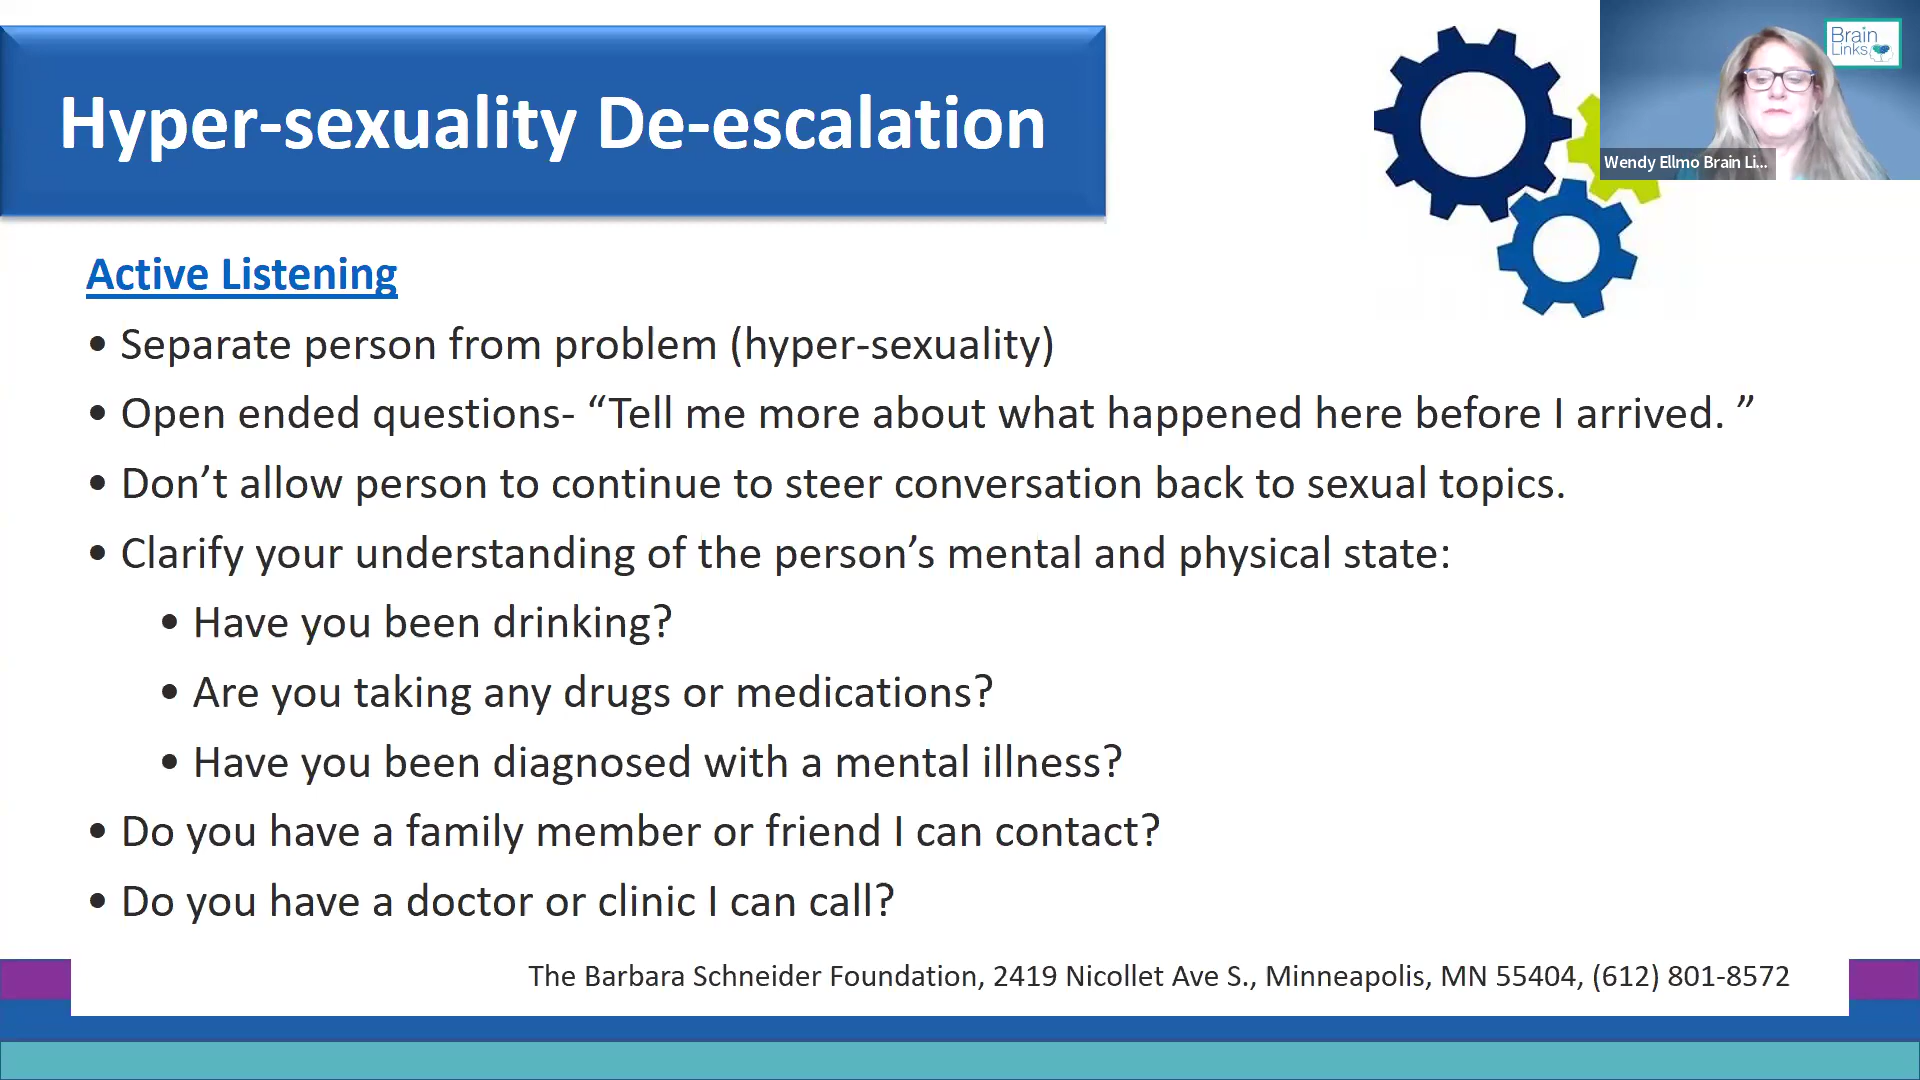 Hyper-sexuality De-escalation
Brain
Links
Wendy Ellmo Brain Li...
Active Listening
• Separate person from problem (hyper-sexuality)
• Open ended questions- “Tell me more about what happened here before I arrived. ”
• Don’t allow person to continue to steer conversation back to sexual topics.
• Clarify your understanding of the person’s mental and physical state:
• Have you been drinking?
• Are you taking any drugs or medications?
• Have you been diagnosed with a mental illness?
• Do you have a family member or friend I can contact?
• Do you have a doctor or clinic I can call?
The Barbara Schneider Foundation, 2419 Nicollet Ave S., Minneapolis, MN 55404, (612) 801-8572